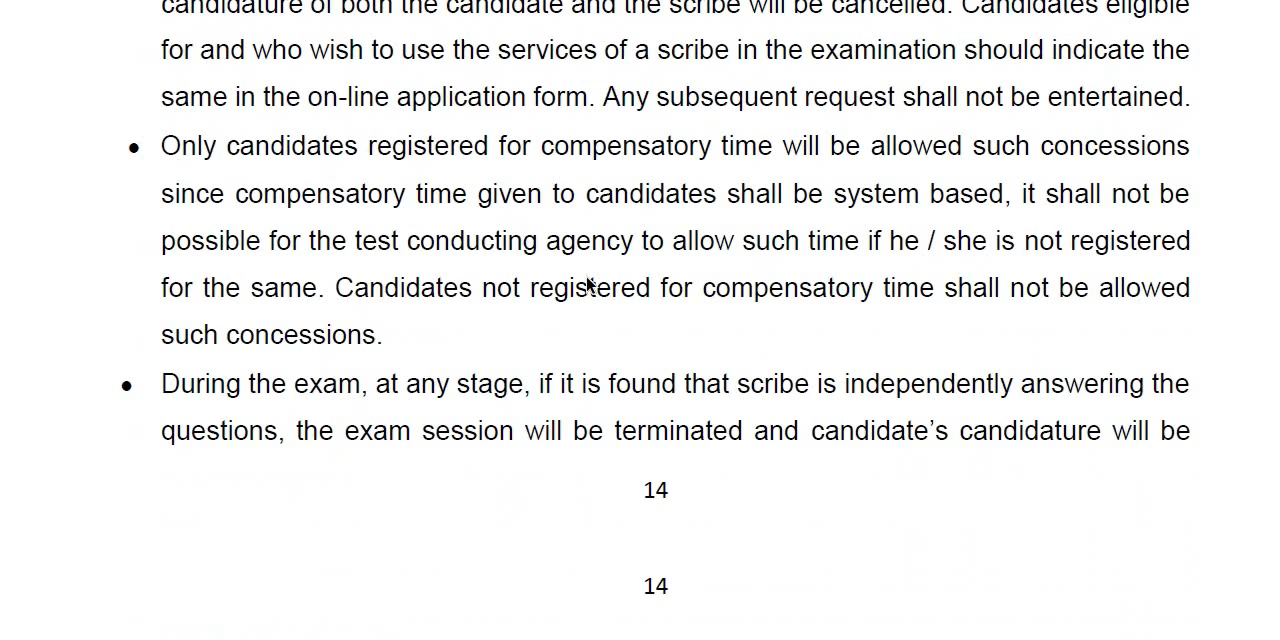 candidature of both the candidate and the scribe will be cancelled. Candidates eligible
for and who wish to use the services of a scribe in the examination should indicate the
same in the on-line application form. Any subsequent request shall not be entertained.
• Only candidates registered for compensatory time will be allowed such concessions
since compensatory time given to candidates shall be system based, it shall not be
possible for the test conducting agency to allow such time if he / she is not registered
for the same. Candidates not registered for compensatory time shall not be allowed
such concessions.
• During the exam, at any stage, if it is found that scribe is independently answering the
questions, the exam session will be terminated and candidate’s candidature will be
14
14